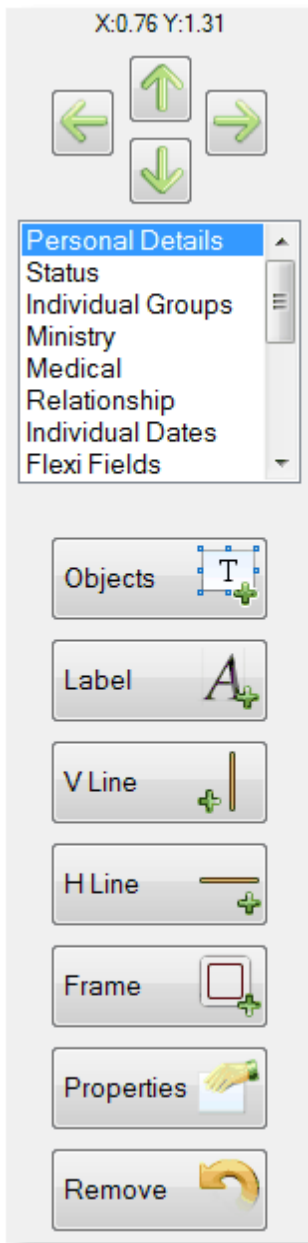 X:0.76 Y:1.31
Personal Details
Status
Individual Groups
Ministry
Medical
Relationship
Individual Dates
Flexi Fields
Objects T
Label A
V Line
H Line
Frame
Properties
Remove